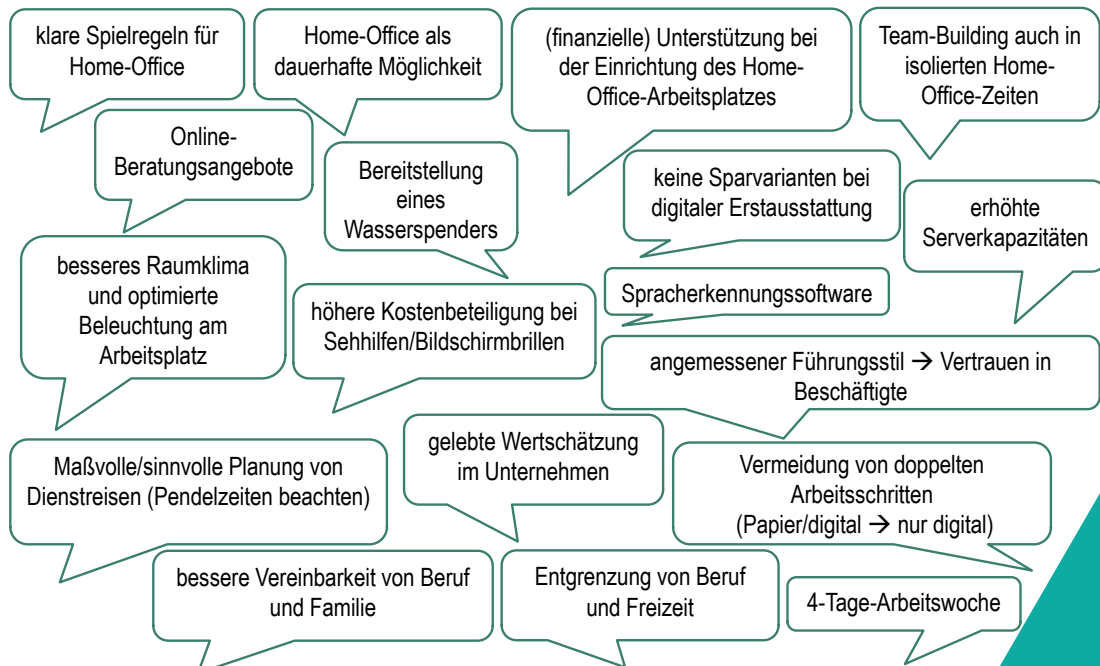 klare Spielregeln für
Home-Office
Home-Office als
dauerhafte Möglichkeit
(finanzielle) Unterstützung bei
der Einrichtung des Home-
Office-Arbeitsplatzes
Team-Building auch in
isolierten Home-
Office-Zeiten
Online-
Beratungsangebote
Bereitstellung
eines
Wasserspenders
keine Sparvarianten bei
digitaler Erstausstattung
erhöhte
Serverkapazitäten
besseres Raumklima
und optimierte
Beleuchtung am
Arbeitsplatz
höhere Kostenbeteiligung bei
Sehhilfen/Bildschirmbrillen
Spracherkennungssoftware
angemessener Führungsstil → Vertrauen in
Beschäftigte
Maßvolle/sinnvolle Planung von
Dienstreisen (Pendelzeiten beachten)
gelebte Wertschätzung
im Unternehmen
Vermeidung von doppelten
Arbeitsschritten
(Papier/digital → nur digital)
bessere Vereinbarkeit von Beruf
und Familie
Entgrenzung von Beruf
und Freizeit
4-Tage-Arbeitswoche